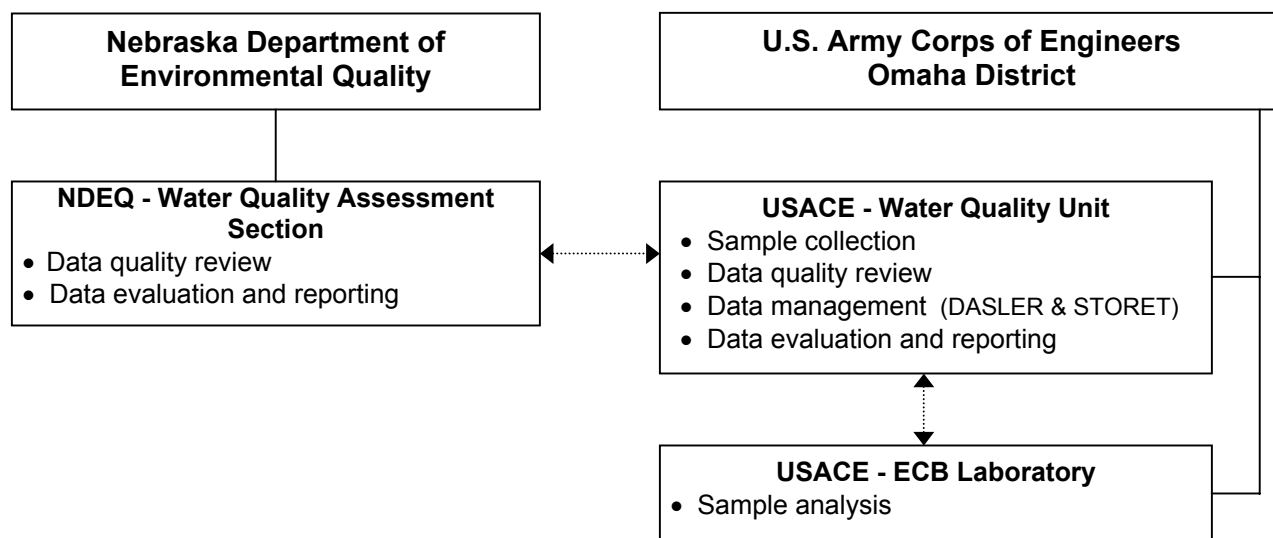 Nebraska Department of
Environmental Quality
U.S. Army Corps of Engineers
Omaha District
NDEQ - Water Quality Assessment
Section
• Data quality review
• Data evaluation and reporting
USACE - Water Quality Unit
• Sample collection
• Data quality review
• Data management (DASLER & STORET)
• Data evaluation and reporting
USACE - ECB Laboratory
• Sample analysis